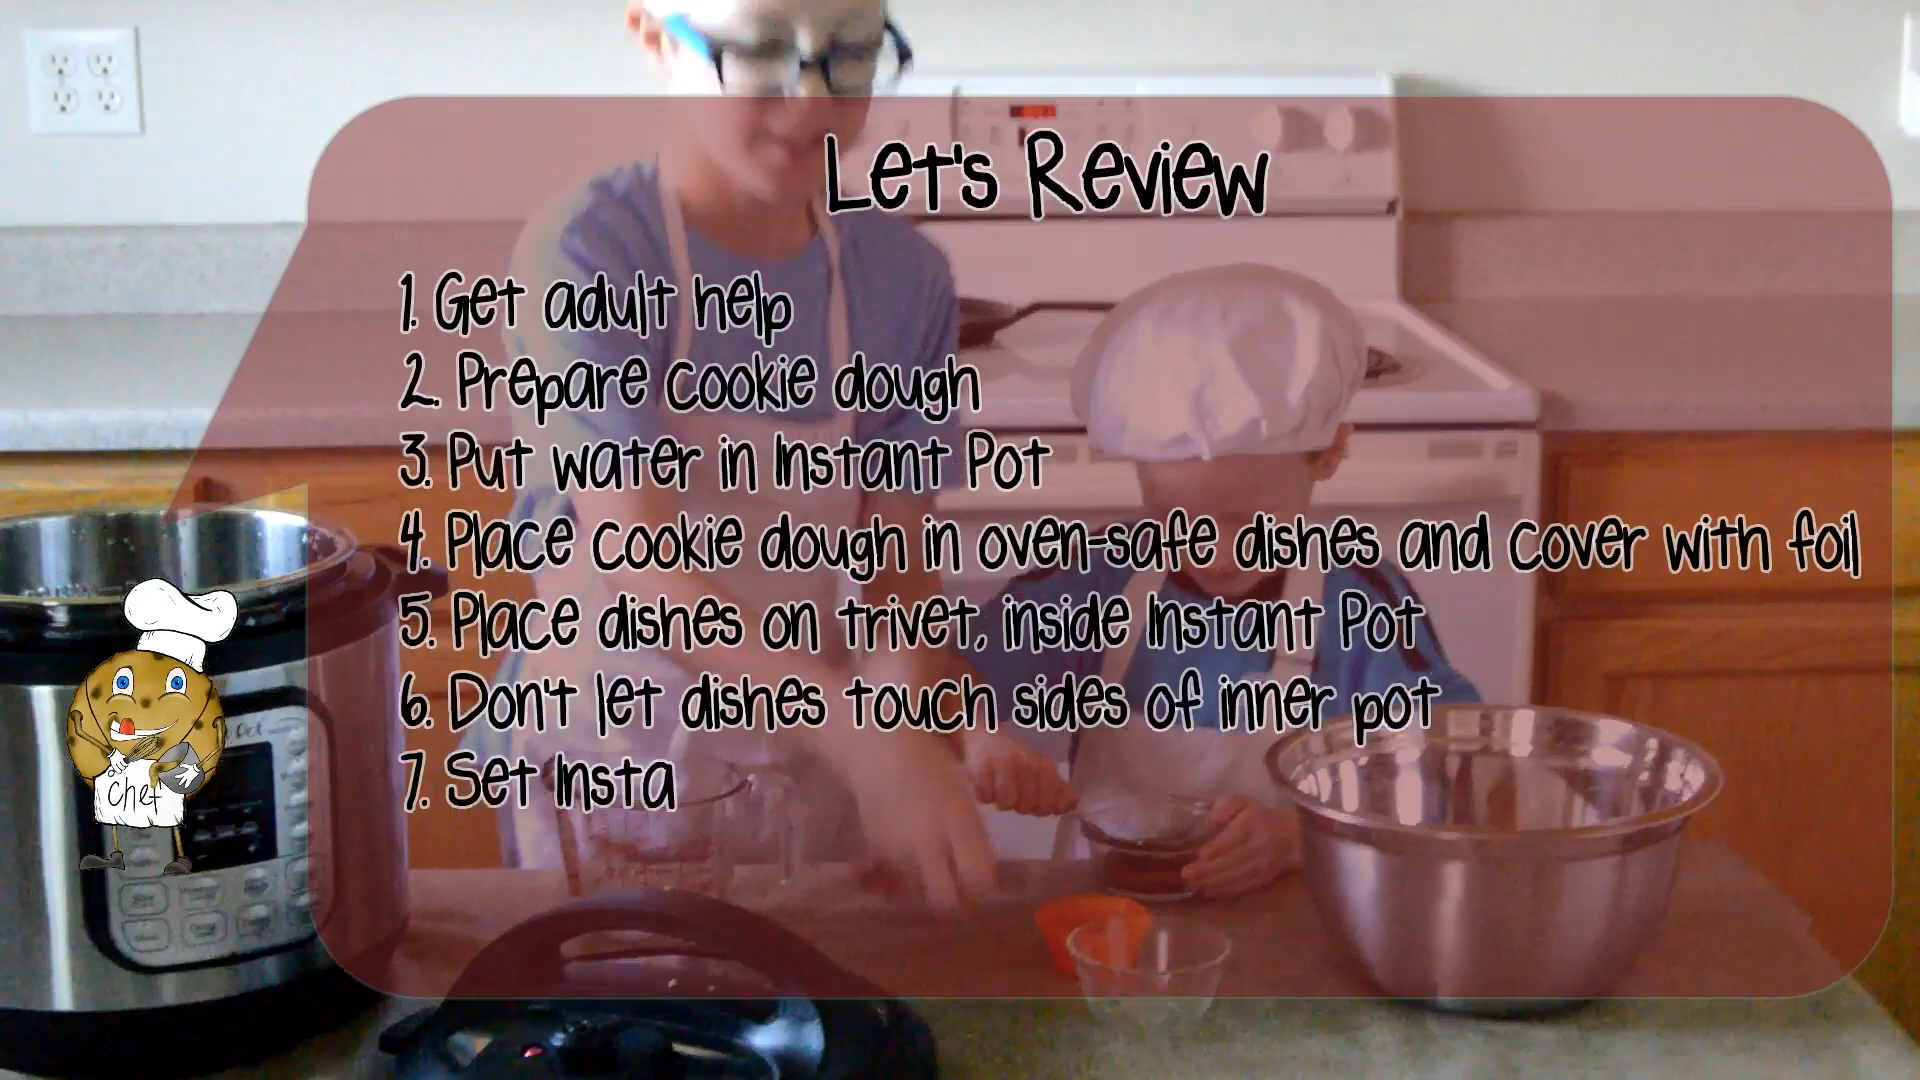 Let's Review
1. Get adult help
2. Prepare cookie dough
3. Put water in Instant Pot
4. Place cookie dough in oven-safe dishes and cover with foil
5. Place dishes on trivet, inside Instant Pot
6. Don't let dishes touch sides of inner pot
7. Set Insta
Chef